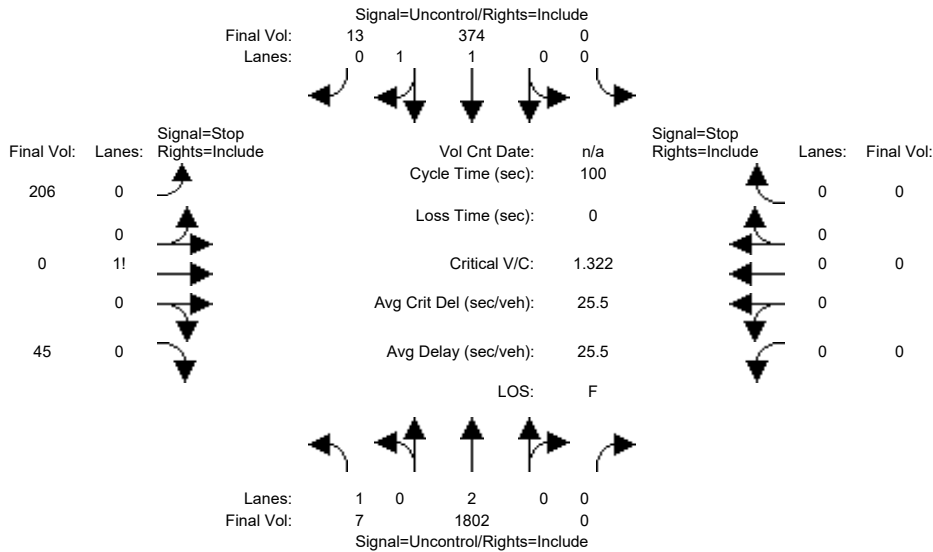 Signal=Uncontrol/Rights=Include
Final Vol: 13 374 0
Lanes: 0 1 1 0 0
Signal=Stop Signal=Stop
Final Vol: Lanes: Rights=Include Vol Cnt Date: n/a Rights=Include Lanes: Final Vol:
Cycle Time (sec): 100
206 0 0 0
Loss Time (sec): 0
0 0
0 1! Critical V/C: 1.322 0 0
0 Avg Crit Del (sec/veh): 25.5 0
45 0 Avg Delay (sec/veh): 25.5 0 0
LOS: F
Lanes: 1 0 2 0 0
Final Vol: 7 1802 0
Signal=Uncontrol/Rights=Include